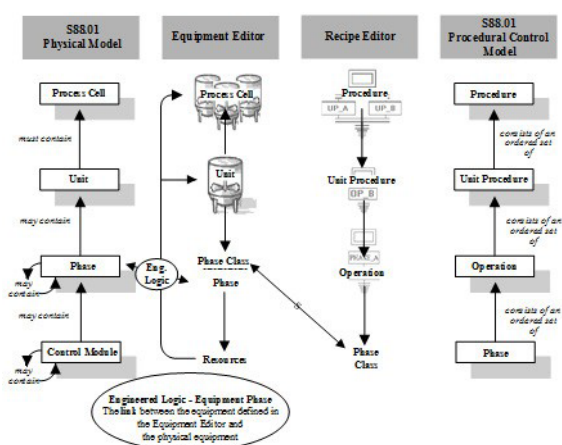 S88.01
Physical Model
Equipment Editor
Recipe Editor
S88.01
Procedural Control
Model
Process Cell
must contain
Unit
may contain
Phase
may
contain
may contain
Control Module
may
contain
Process Cell
Unit
Phase Class
Eng.
Logic
Phase
Resources
Procedure
UP_A
UP_B
Unit Procedure
OP_B
Operation
Phase
Class
Procedure
consists of an
ordered set
of
Unit Procedure
consists of an
ordered set
of
Operation
consists of an
ordered set
of
Phase
Engineered Logic - Equipment Phase
The link between the equipment defined in
the Equipment Editor and
the physical equipment